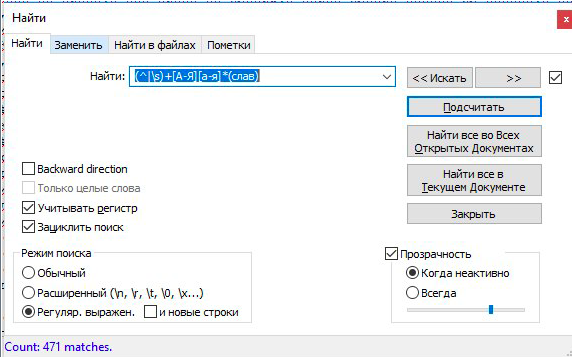 Найти
Найти Заменить Найти в файлах Пометки
Найти: (^|\s)+[А-Я][а-я]*(слав) << Искать >>
Подсчитать
Найти все во Всех Открытых Документах
Backward direction
Только целые слова
Найти все в Текущем Документе
Учитывать регистр
Зациклить поиск
Закрыть
Режим поиска
Обычный
Расширенный (\n, \r, \t, \0, \x...)
Регуляр. выражен. и новые строки
Прозрачность
Когда неактивно
Всегда
Count: 471 matches.